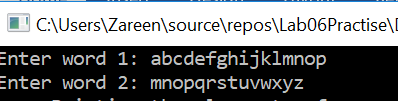 C:\Users\Zareen\source\repos\Lab06Practise\
Enter word 1: abcdefghijklmnop
Enter word 2: mnopqrstuvwxyz